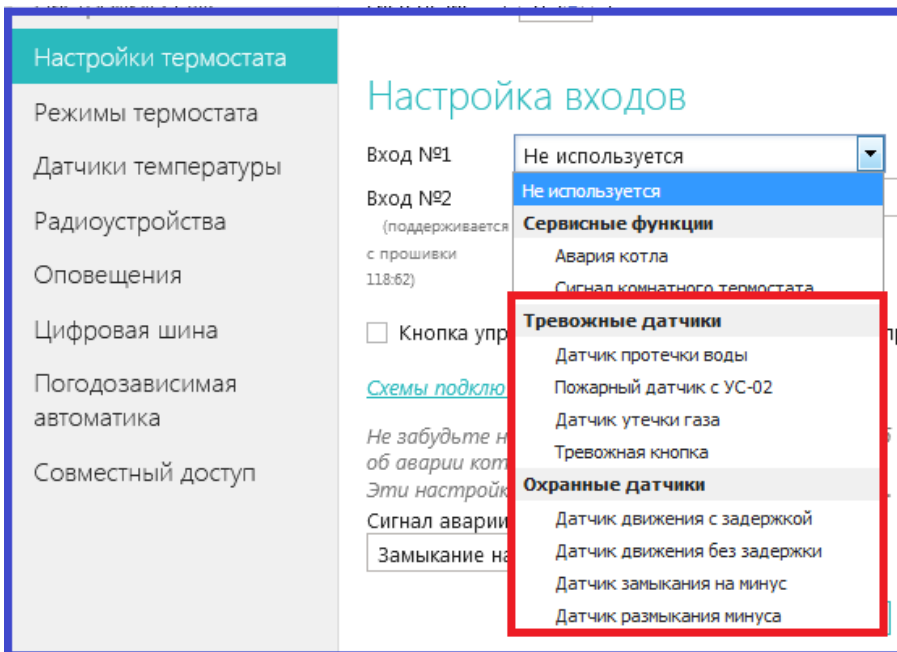 Настройки термостата
Режимы термостата
Датчики температуры
Радиоустройства
Оповещения
Цифровая шина
Погодозависимая
автоматика
Совместный доступ
Настройка входов
Вход №1
Не используется
Вход №2
(поддерживается
с прошивки
118:62)
Не используется
Сервисные функции
Авария котла
Сигнал комнатного термостата
Тревожные датчики
Датчик протечки воды
Пожарный датчик с УС-02
Датчик утечки газа
Тревожная кнопка
Охранные датчики
Датчик движения с задержкой
Датчик движения без задержки
Датчик замыкания на минус
Датчик размыкания минуса
Кнопка упр
Схемы подклю
Не забудьте н
об аварии кот
Эти настройк
Сигнал аварии
Замыкание на